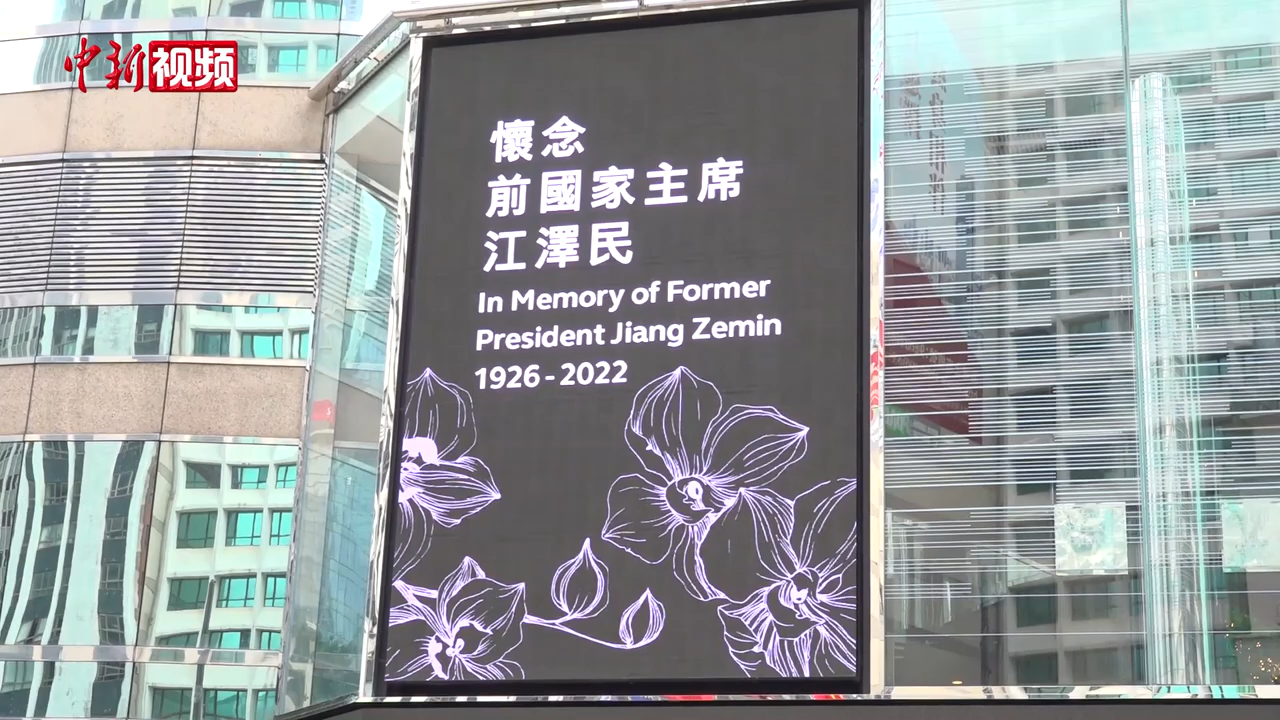 中新视频
懷念
前國家主席
江澤民
In Memory of Former
President Jiang Zemin
1926 - 2022